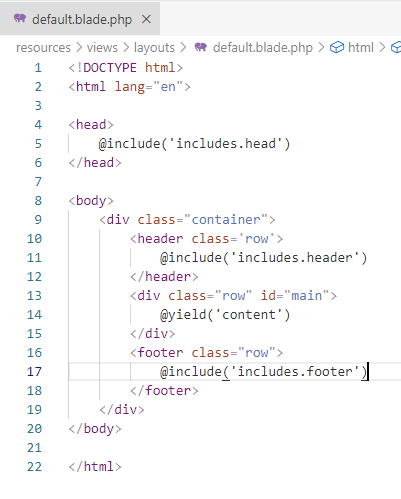 default.blade.php ×
resources > views > layouts > default.blade.php > html >
1 <!DOCTYPE html>
2 <html lang="en">
3
4 <head>
5     @include('includes.head')
6 </head>
7
8 <body>
9     <div class="container">
10         <header class='row'>
11             @include('includes.header')
12         </header>
13         <div class="row" id="main">
14             @yield('content')
15         </div>
16         <footer class="row">
17             @include('includes.footer')
18         </footer>
19     </div>
20 </body>
21
22 </html>